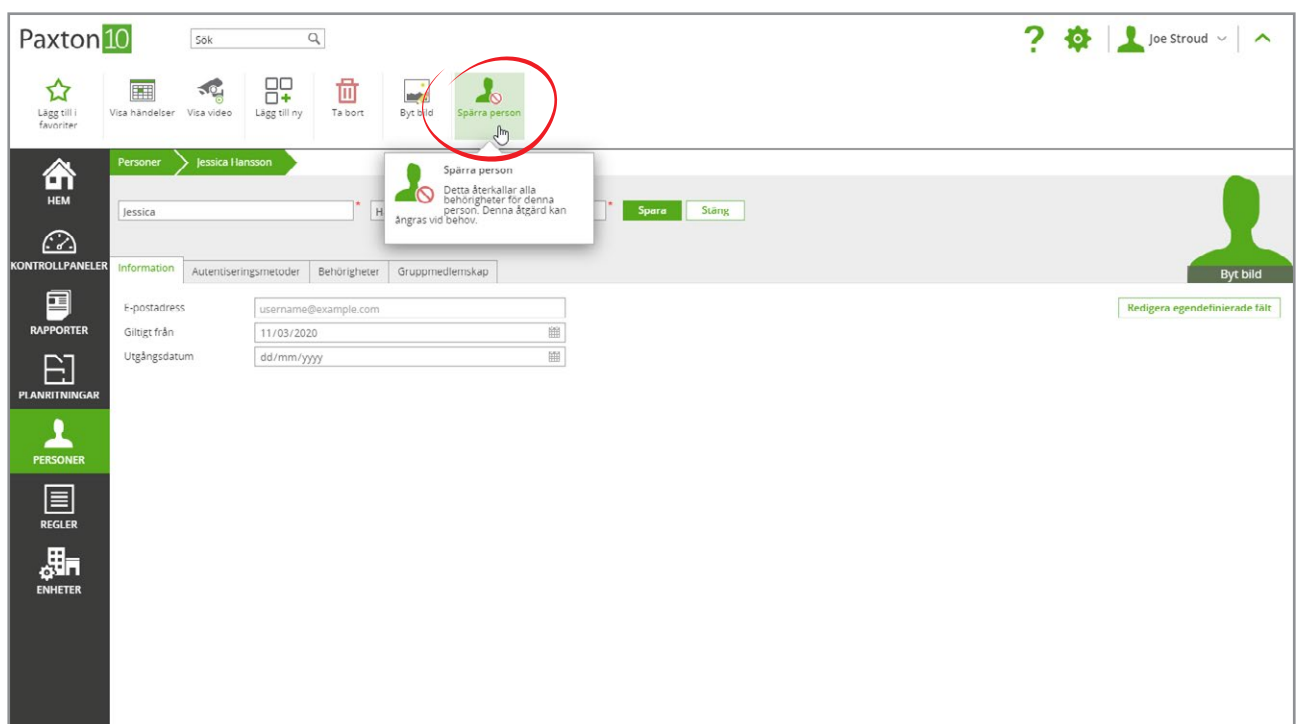 Paxton10
Sök
Joe Stroud
Lägg till i
favoriter
Visa händelser
Visa video
Lägg till ny
Ta bort
Byt bild
Spärra person
HEM
KONTROLLPANELER
RAPPORTER
PLANRITNINGAR
PERSONER
REGLER
ENHETER
Personer
Jessica Hansson
Spärra person
Detta återkallar alla
behörigheter för denna
person. Denna åtgärd kan
ångras vid behov.
Jessica
*
H
*
Spara
Stäng
Byt bild
Information
Autentiseringsmetoder
Behörigheter
Gruppmedlemskap
E-postadress
username@example.com
Redigera egendefinierade fält
Giltigt från
11/03/2020
Utgångsdatum
dd/mm/yyyy